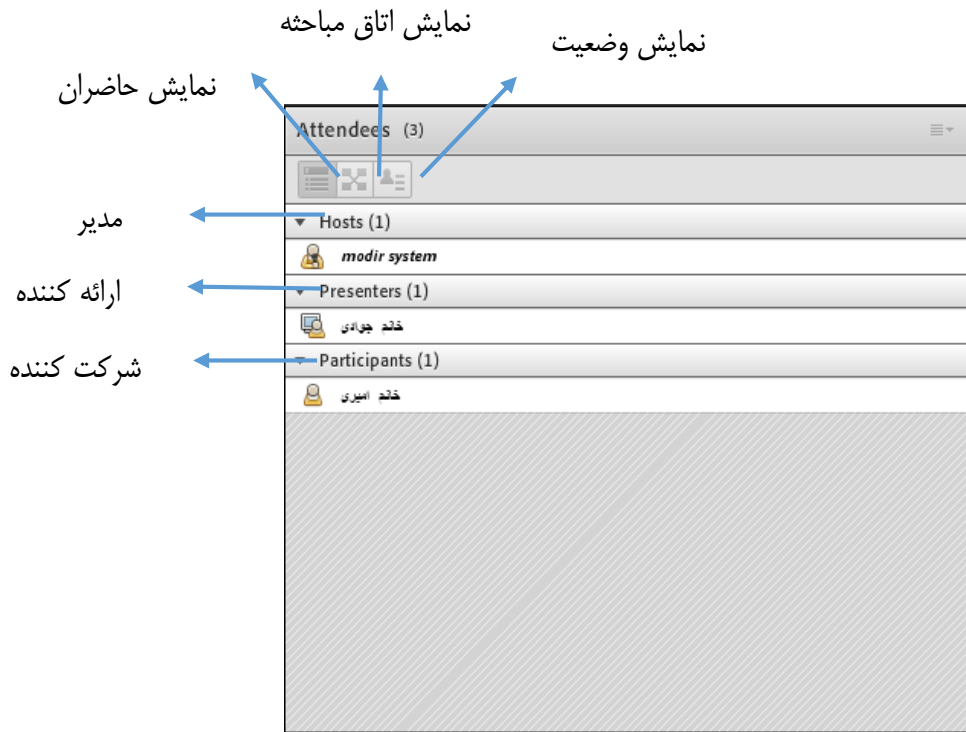 نمایش اتاق مباحثه
نمایش وضعیت
نمایش حاضران
Attendees (3)
مدیر
Hosts (1)
modir system
ارائه کننده
Presenters (1)
خانم جوادی
شرکت کننده
Participants (1)
خانم امیری